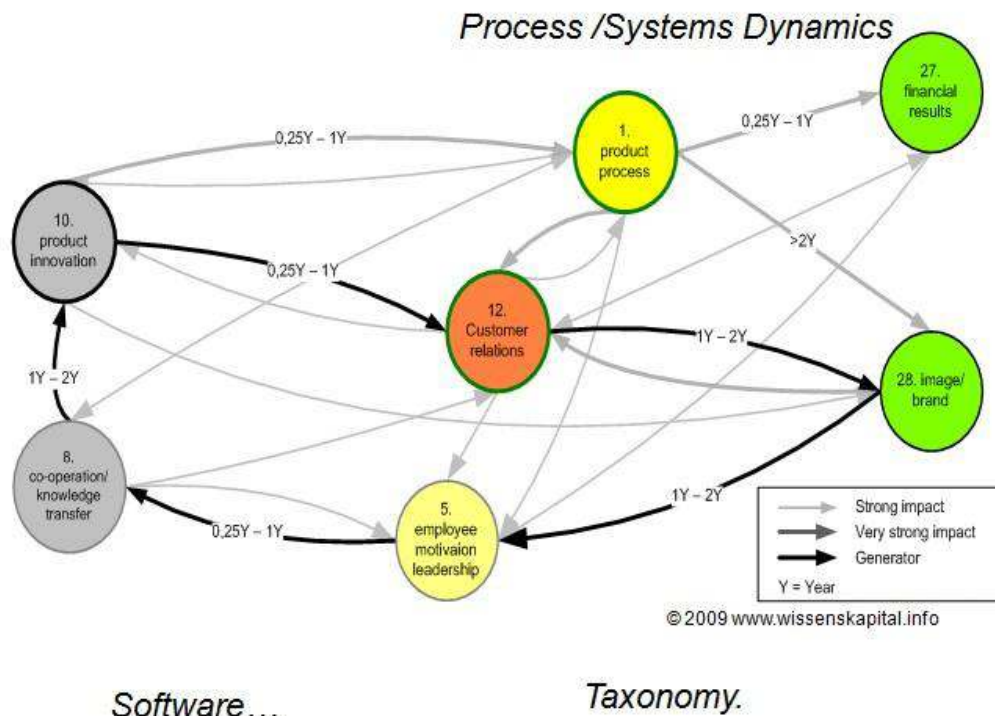 Process /Systems Dynamics
27.
financial
results
0,25Y – 1Y
1.
product
process
0,25Y – 1Y
10.
product
innovation
>2Y
0,25Y – 1Y
12.
Customer
relations
1Y – 2Y
28. image/
brand
1Y – 2Y
8.
co-operation/
knowledge
transfer
1Y – 2Y
0,25Y – 1Y
5.
employee
motivaion
leadership
Strong impact
Very strong impact
Generator
Y = Year
©2009 www.wissenskapital.info
Software...
Taxonomy.